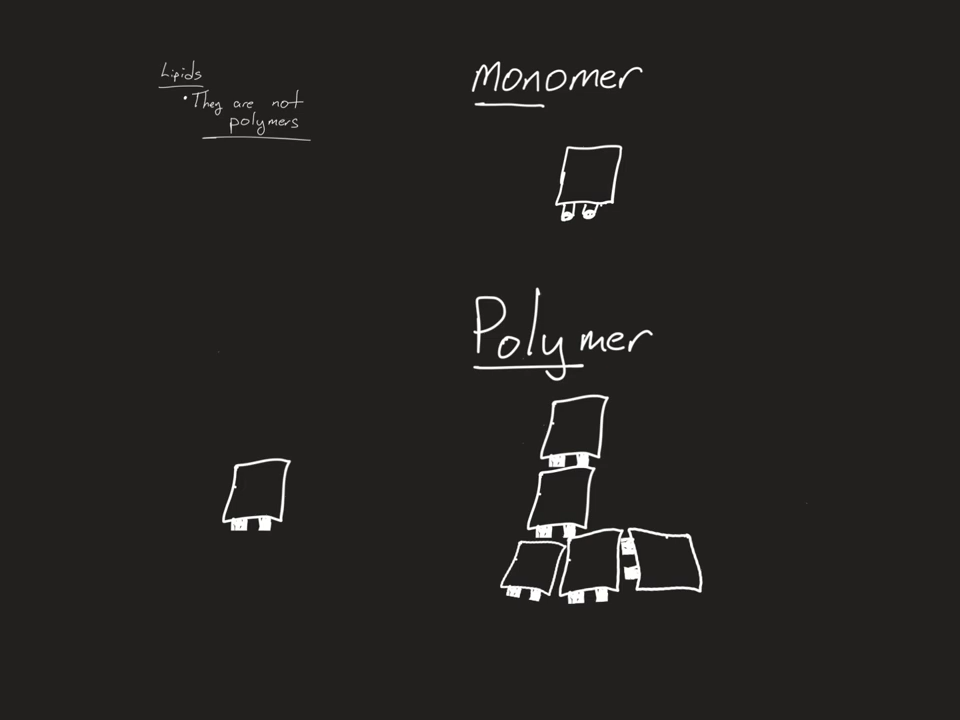 Lipids
• They are not
polymers
Monomer
Polymer